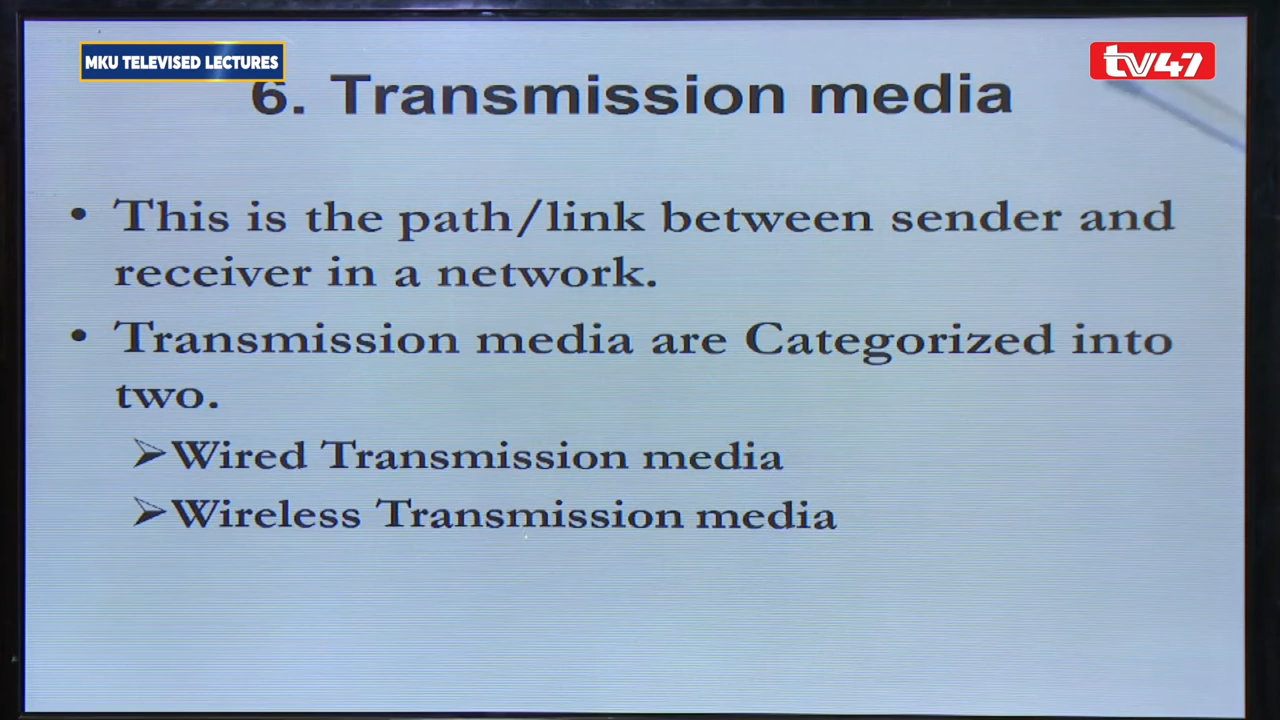 MKU TELEVISED LECTURES
tv47
6. Transmission media
• This is the path/link between sender and
receiver in a network.
• Transmission media are Categorized into
two.
➢Wired Transmission media
➢Wireless Transmission media